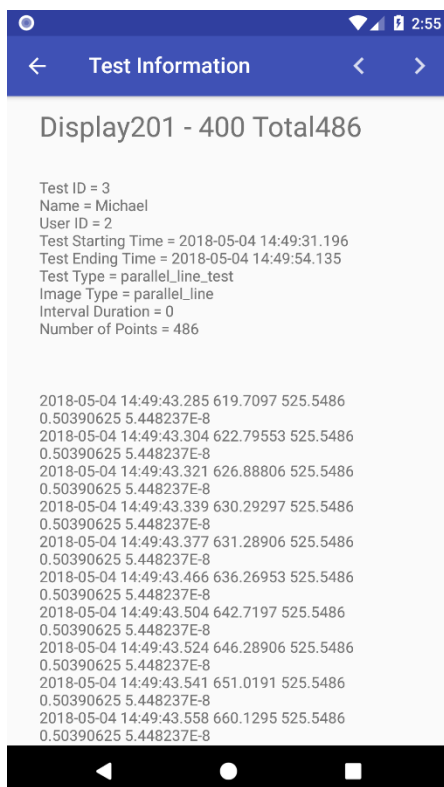 2:55
Test Information
Display201 - 400 Total486
Test ID = 3
Name = Michael
User ID = 2
Test Starting Time = 2018-05-04 14:49:31.196
Test Ending Time = 2018-05-04 14:49:54.135
Test Type = parallel_line_test
Image Type = parallel_line
Interval Duration = 0
Number of Points = 486
2018-05-04 14:49:43.285 619.7097 525.5486
0.50390625 5.448237E-8
2018-05-04 14:49:43.304 622.79553 525.5486
0.50390625 5.448237E-8
2018-05-04 14:49:43.321 626.88806 525.5486
0.50390625 5.448237E-8
2018-05-04 14:49:43.339 630.29297 525.5486
0.50390625 5.448237E-8
2018-05-04 14:49:43.377 631.28906 525.5486
0.50390625 5.448237E-8
2018-05-04 14:49:43.466 636.26953 525.5486
0.50390625 5.448237E-8
2018-05-04 14:49:43.504 642.7197 525.5486
0.50390625 5.448237E-8
2018-05-04 14:49:43.524 646.28906 525.5486
0.50390625 5.448237E-8
2018-05-04 14:49:43.541 651.0191 525.5486
0.50390625 5.448237E-8
2018-05-04 14:49:43.558 660.1295 525.5486
0.50390625 5.448237E-8